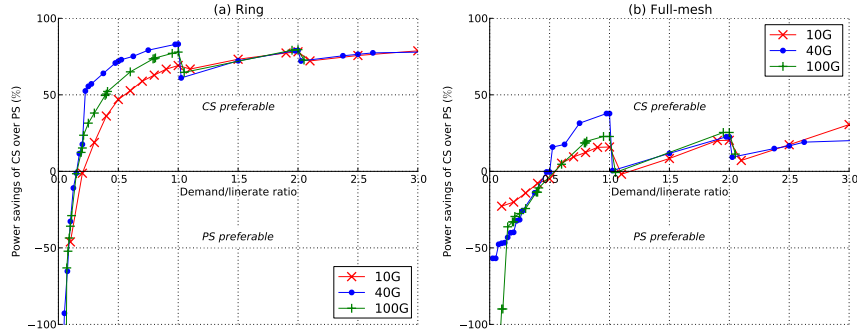 (a) Ring
(b) Full-mesh
Power savings of CS over PS (%)
100
50
0
−50
−100
0.0
0.5
1.0
1.5
2.0
2.5
3.0
Demand/linerate ratio
CS preferable
PS preferable
10G
40G
100G
Power savings of CS over PS (%)
100
50
0
−50
−100
0.0
0.5
1.0
1.5
2.0
2.5
3.0
Demand/linerate ratio
CS preferable
PS preferable
10G
40G
100G